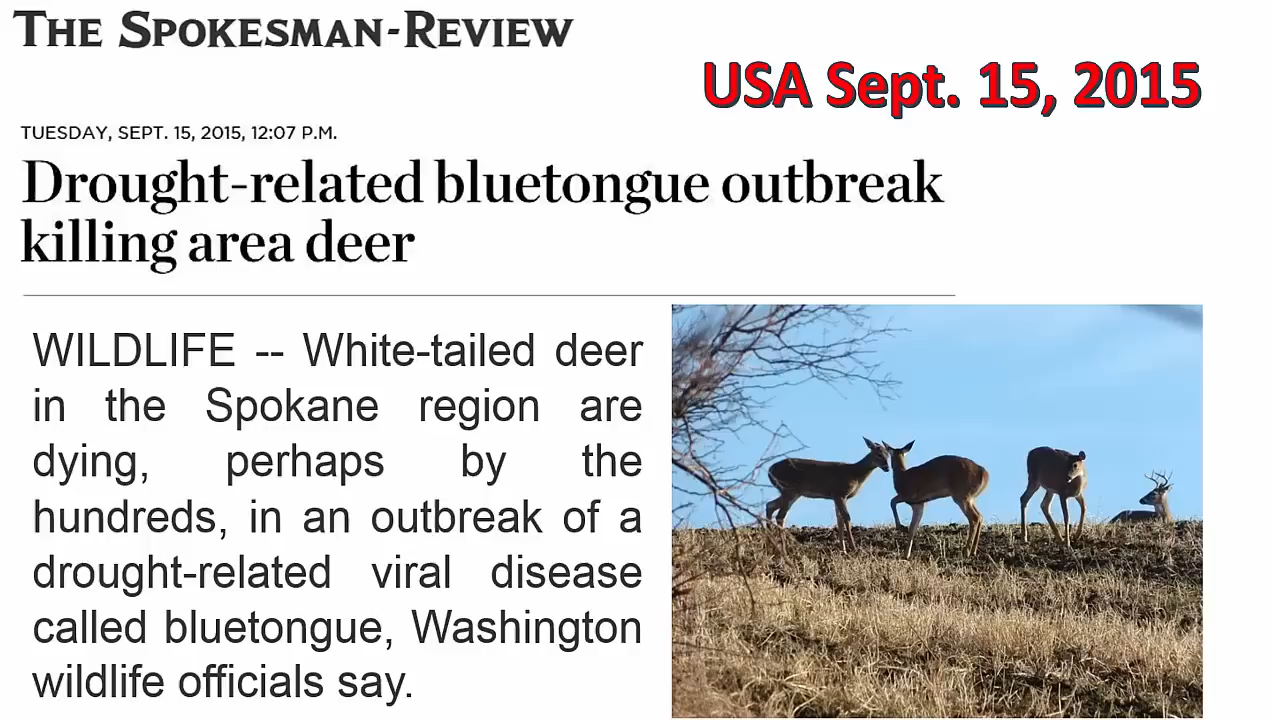 THE SPOKESMAN-REVIEW
USA Sept. 15, 2015
TUESDAY, SEPT. 15, 2015, 12:07 P.M.
Drought-related bluetongue outbreak
killing area deer
WILDLIFE -- White-tailed deer
in the Spokane region are
dying, perhaps by the
hundreds, in an outbreak of a
drought-related viral disease
called bluetongue, Washington
wildlife officials say.